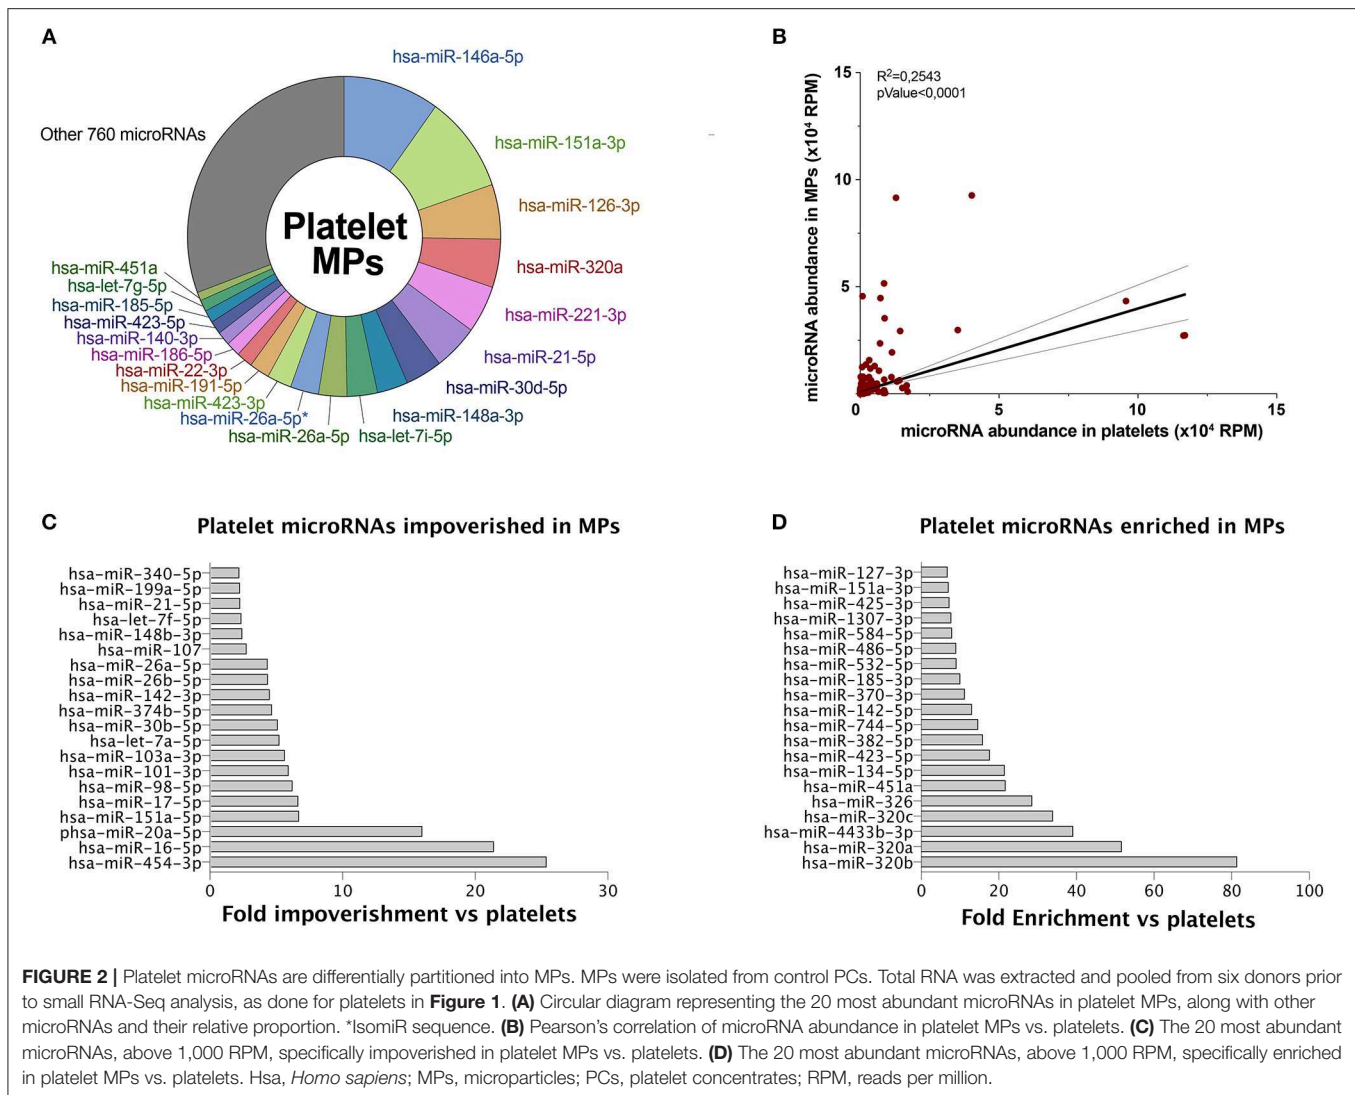 A
hsa-miR-146a-5p
Other 760 microRNAs
hsa-miR-151a-3p
hsa-miR-126-3p
Platelet
MPs
hsa-miR-320a
hsa-miR-221-3p
hsa-miR-21-5p
hsa-miR-30d-5p
hsa-miR-148a-3p
hsa-let-7i-5p
hsa-miR-26a-5p
hsa-miR-26a-5p*
hsa-miR-423-3p
hsa-miR-191-5p
hsa-miR-22-3p
hsa-miR-186-5p
hsa-miR-140-3p
hsa-miR-423-5p
hsa-miR-185-5p
hsa-let-7g-5p
hsa-miR-451a
B
R²=0,2543
pValue<0,0001
microRNA abundance in MPs (x10⁴ RPM)
15
10
5
0
5
10
15
microRNA abundance in platelets (x10⁴ RPM)
C
Platelet microRNAs impoverished in MPs
hsa-miR-340-5p
hsa-miR-199a-5p
hsa-miR-21-5p
hsa-let-7f-5p
hsa-miR-148b-3p
hsa-miR-107
hsa-miR-26a-5p
hsa-miR-26b-5p
hsa-miR-142-3p
hsa-miR-374b-5p
hsa-miR-30b-5p
hsa-let-7a-5p
hsa-miR-103a-3p
hsa-miR-101-3p
hsa-miR-98-5p
hsa-miR-17-5p
hsa-miR-151a-5p
phsa-miR-20a-5p
hsa-miR-16-5p
hsa-miR-454-3p
0 10 20 30
Fold impoverishment vs platelets
D
Platelet microRNAs enriched in MPs
hsa-miR-127-3p
hsa-miR-151a-3p
hsa-miR-425-3p
hsa-miR-1307-3p
hsa-miR-584-5p
hsa-miR-486-5p
hsa-miR-532-5p
hsa-miR-185-3p
hsa-miR-370-3p
hsa-miR-142-5p
hsa-miR-744-5p
hsa-miR-382-5p
hsa-miR-423-5p
hsa-miR-134-5p
hsa-miR-451a
hsa-miR-326
hsa-miR-320c
hsa-miR-4433b-3p
hsa-miR-320a
hsa-miR-320b
0 20 40 60 80 100
Fold Enrichment vs platelets
FIGURE 2 | Platelet microRNAs are differentially partitioned into MPs. MPs were isolated from control PCs. Total RNA was extracted and pooled from six donors prior
to small RNA-Seq analysis, as done for platelets in Figure 1. (A) Circular diagram representing the 20 most abundant microRNAs in platelet MPs, along with other
microRNAs and their relative proportion. *IsomiR sequence. (B) Pearson's correlation of microRNA abundance in platelet MPs vs. platelets. (C) The 20 most abundant
microRNAs, above 1,000 RPM, specifically impoverished in platelet MPs vs. platelets. (D) The 20 most abundant microRNAs, above 1,000 RPM, specifically enriched
in platelet MPs vs. platelets. Hsa, Homo sapiens; MPs, microparticles; PCs, platelet concentrates; RPM, reads per million.